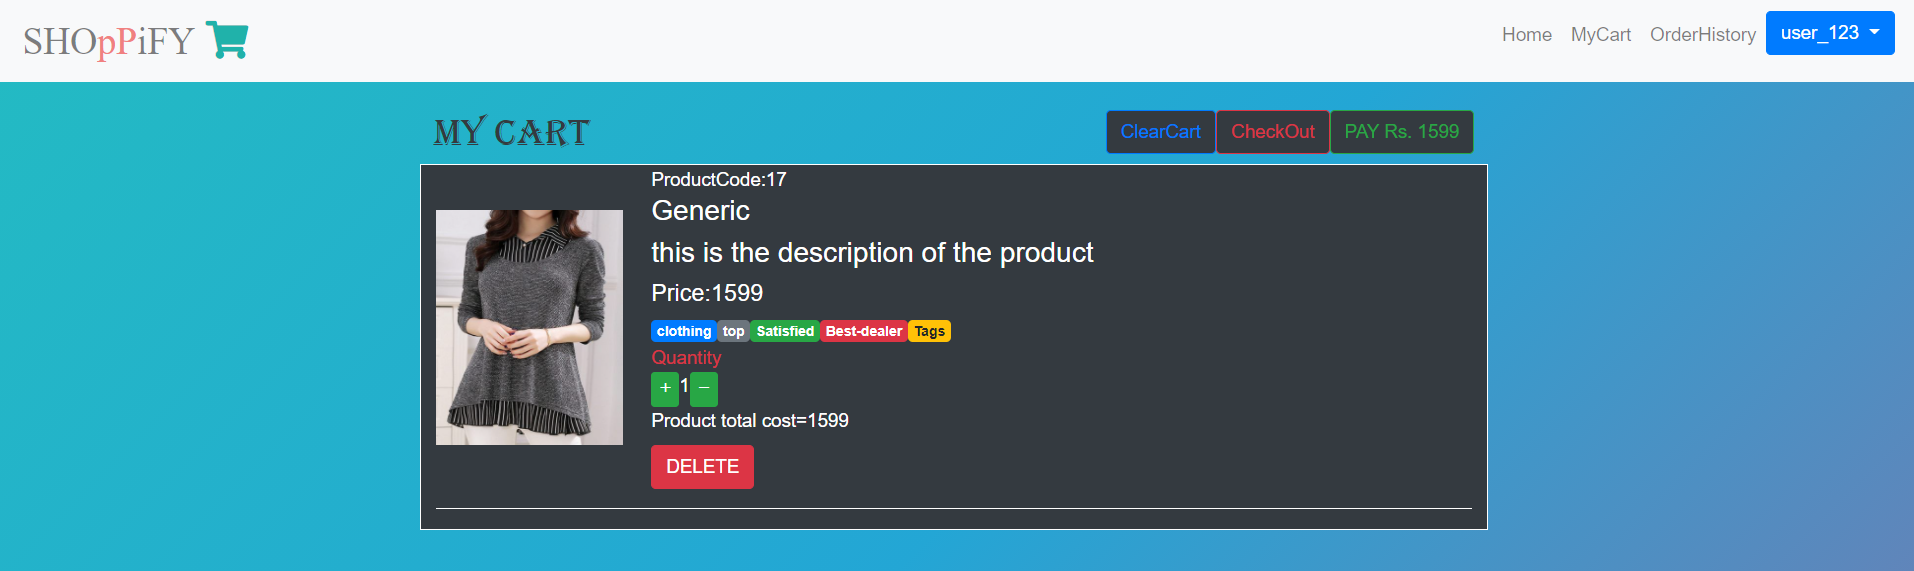 SHOpPiFY
Home MyCart OrderHistory user_123
MY CART
ClearCart CheckOut PAY Rs. 1599
ProductCode:17
Generic
this is the description of the product
Price:1599
clothing top Satisfied Best-dealer Tags
Quantity
+ 1 −
Product total cost=1599
DELETE